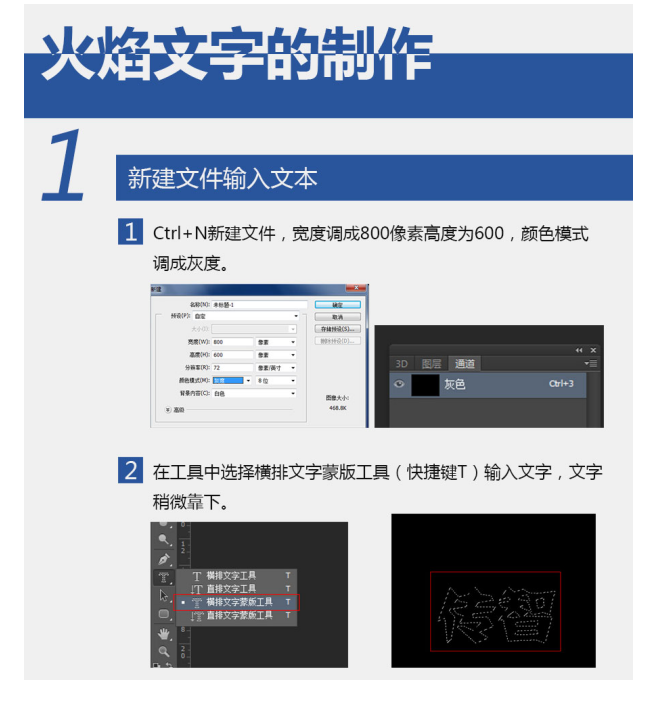 火焰文字的制作
1
新建文件输入文本
1 Ctrl+N新建文件，宽度调成800像素高度为600，颜色模式
调成灰度。
新建
名称(N): 未标题-1 确定
预设(P): 自定 取消
大小(I): 存储预设(S)...
宽度(W): 800 像素 删除预设(D)...
高度(H): 600 像素
分辨率(R): 72 像素/英寸
颜色模式(M): 灰度 8 位
背景内容(C): 白色 图像大小:
高级 468.8K
3D 图层 通道
灰色 Ctrl+3
2 在工具中选择横排文字蒙版工具（快捷键T）输入文字，文字
稍微靠下。
T 横排文字工具 T
直排文字工具 T
横排文字蒙版工具 T
直排文字蒙版工具 T
传智